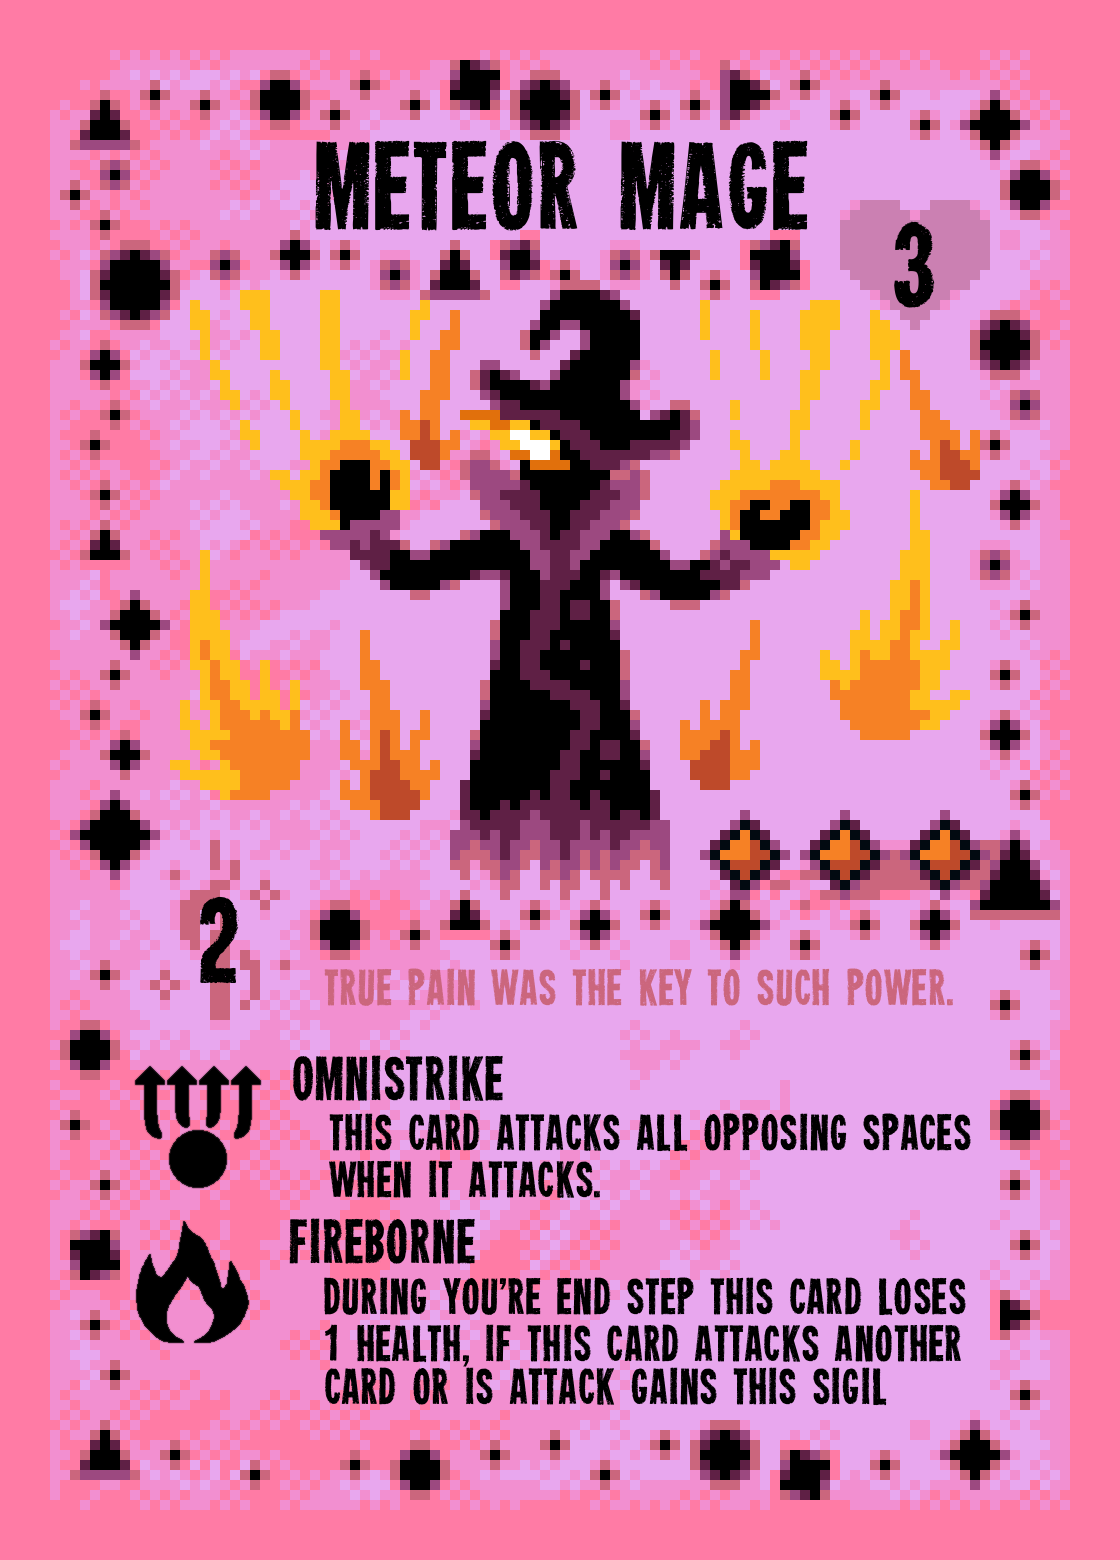 METEOR MAGE
3
2
TRUE PAIN WAS THE KEY TO SUCH POWER.
OMNISTRIKE
THIS CARD ATTACKS ALL OPPOSING SPACES
WHEN IT ATTACKS.
FIREBORNE
DURING YOU'RE END STEP THIS CARD LOSES
1 HEALTH, IF THIS CARD ATTACKS ANOTHER
CARD OR IS ATTACK GAINS THIS SIGIL